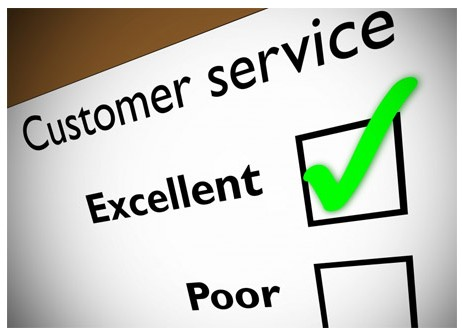 Customer service
Excellent
Poor